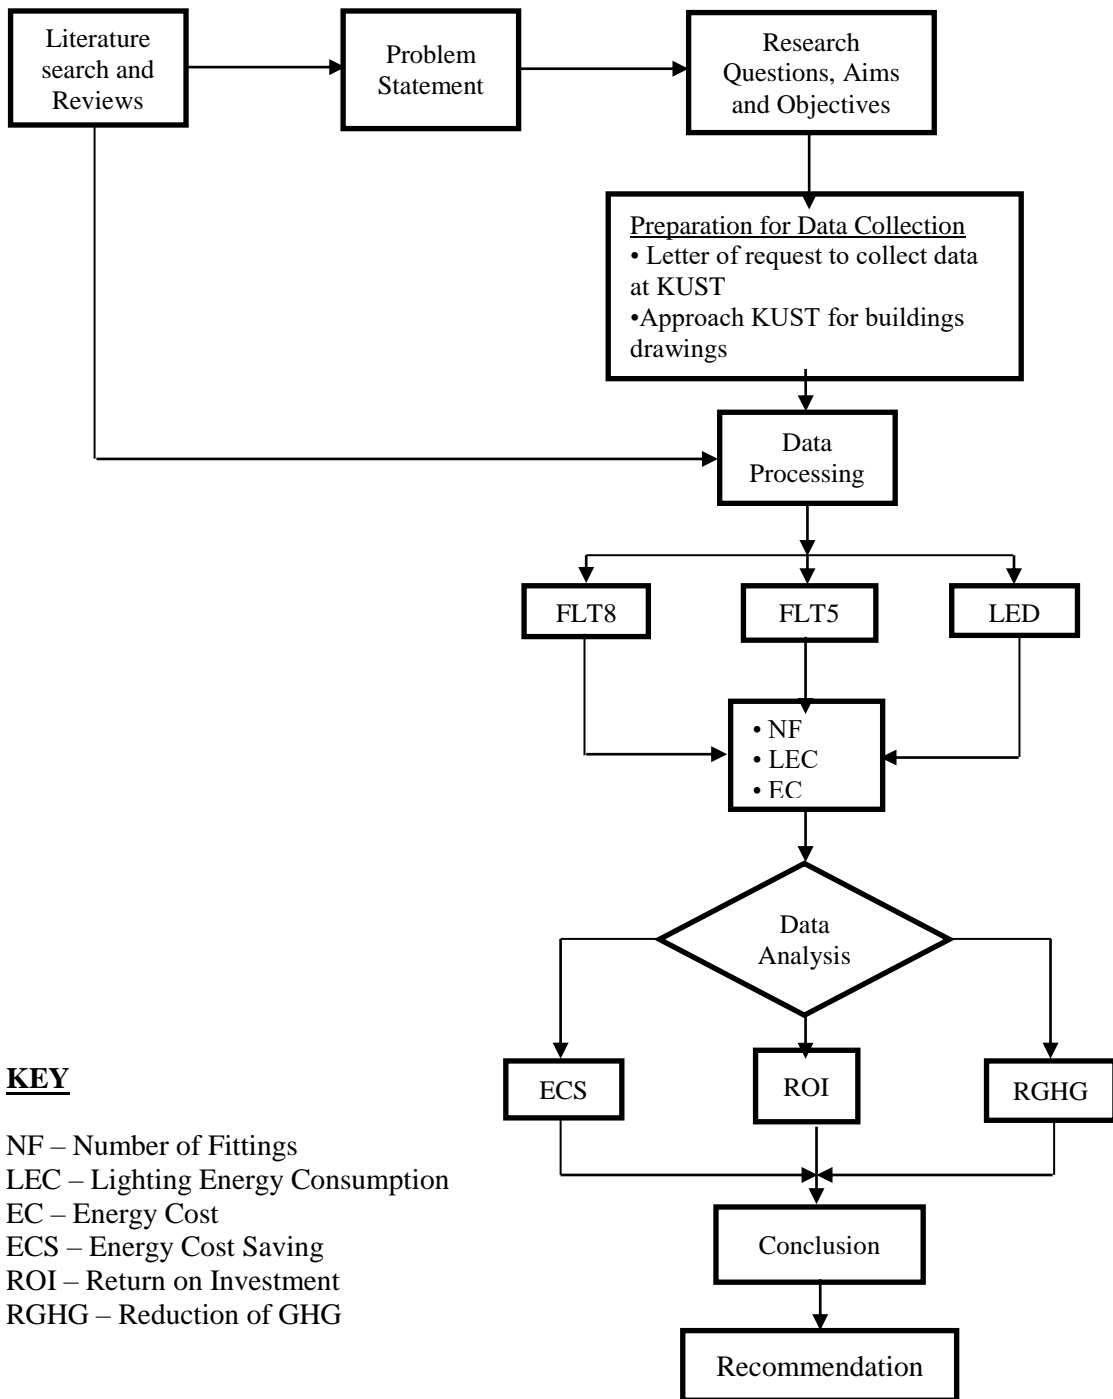 Literature
search and
Reviews
Problem
Statement
Research
Questions, Aims
and Objectives
Preparation for Data Collection
• Letter of request to collect data
at KUST
•Approach KUST for buildings
drawings
Data
Processing
FLT8
FLT5
LED
• NF
• LEC
• EC
Data
Analysis
ECS
ROI
RGHG
Conclusion
Recommendation
KEY
NF – Number of Fittings
LEC – Lighting Energy Consumption
EC – Energy Cost
ECS – Energy Cost Saving
ROI – Return on Investment
RGHG – Reduction of GHG